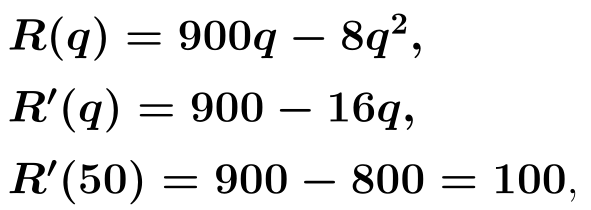 R(q) = 900q − 8q²,
R′(q) = 900 − 16q,
R′(50) = 900 − 800 = 100,